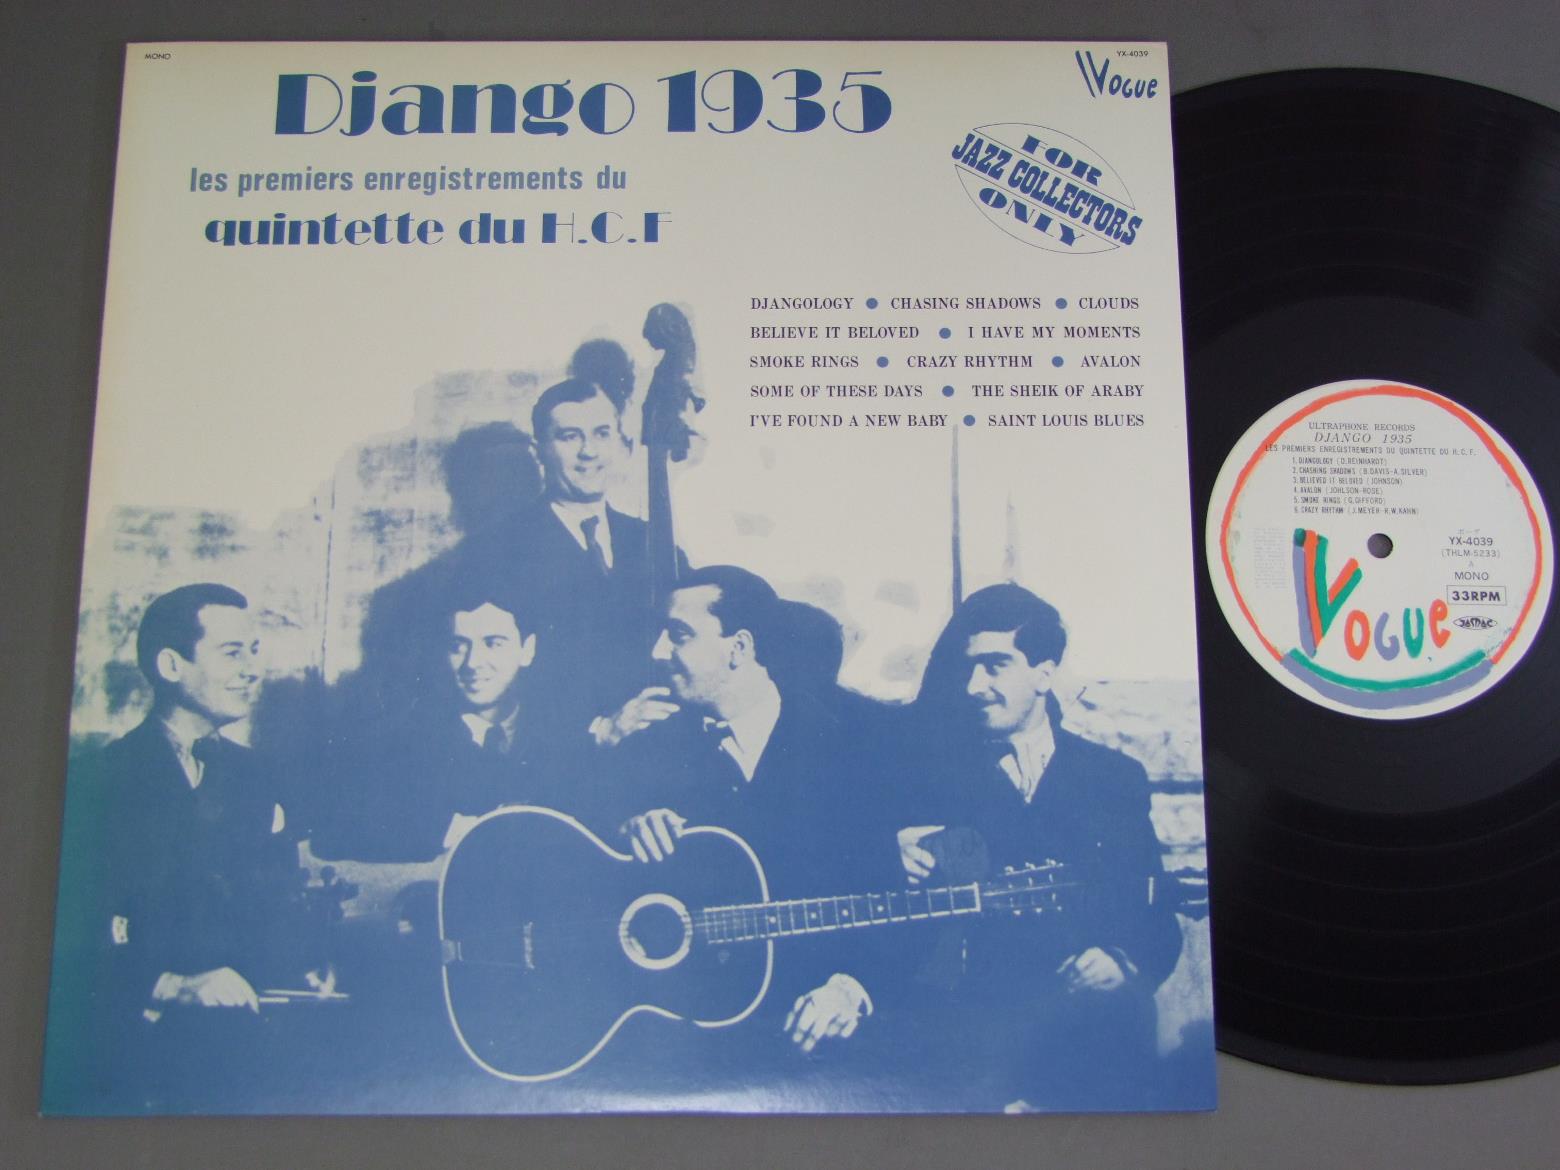 MONO
Django 1935
YX-4039
Vogue
les premiers enregistrements du
quintette du H.C.F
FOR
JAZZ COLLECTORS
ONLY
DJANGOLOGY ● CHASING SHADOWS ● CLOUDS
BELIEVE IT BELOVED ● I HAVE MY MOMENTS
SMOKE RINGS ● CRAZY RHYTHM ● AVALON
SOME OF THESE DAYS ● THE SHEIK OF ARABY
I'VE FOUND A NEW BABY ● SAINT LOUIS BLUES
ULTRAPHONE RECORDS
DJANGO 1935
LES PREMIERS ENREGISTREMENTS DU QUINTETTE DU H.C.F.
1. DJANGOLOGY (D.REINHARDT)
2. CHASHING SHADOWS (B.DAVIS-A.SILVER)
3. BELIEVED IT BELOVED (JOHNSON)
4. AVALON (JOHLSON-ROSE)
5. SMOKE RINGS (G.GIFFORD)
6. CRAZY RHYTHM (J.MEYER-R.W.KAHN)
YX-4039
(THLM-5233)
A
MONO
33RPM
Vogue